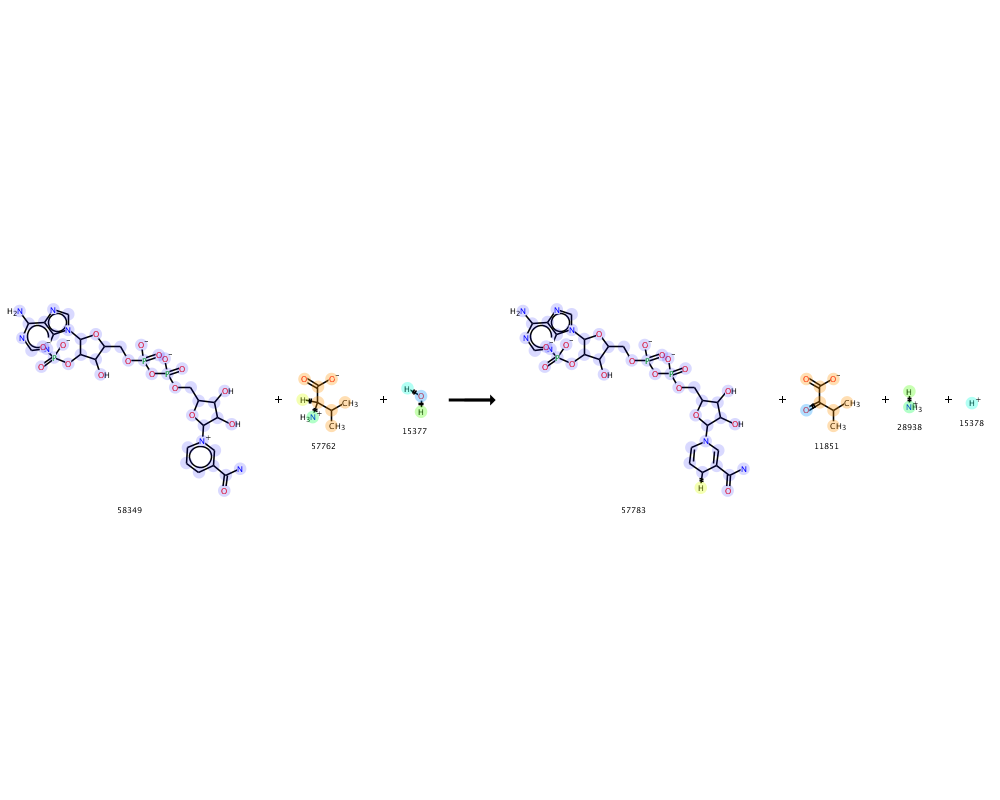 H₂N N N N N O O⁻ O⁻ P O O OH O O⁻ P O O⁻ O P O O OH O OH N⁺ N O
58349
+
O O⁻ H CH₃ H₃N⁺ CH₃
57762
+
H O H
15377
H₂N N N N N O O⁻ O⁻ P O O OH O O⁻ P O O⁻ O P O O OH O OH N N O H
57783
+
O O⁻ O CH₃ CH₃
11851
+
H NH₃⁺
28938
+
H⁺
15378